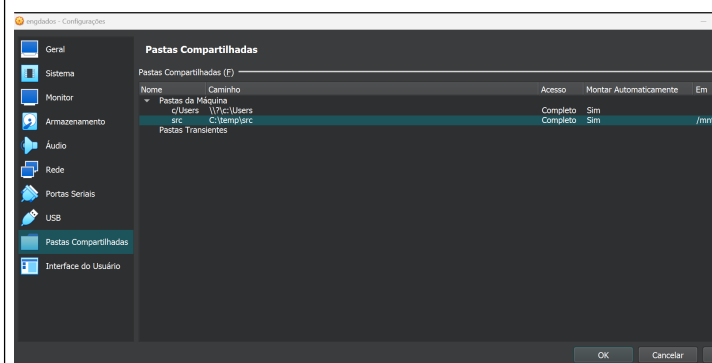 engdados - Configurações
Geral
Sistema
Monitor
Armazenamento
Áudio
Rede
Portas Seriais
USB
Pastas Compartilhadas
Interface do Usuário
Pastas Compartilhadas
Pastas Compartilhadas (F)
Nome Caminho Acesso Montar Automaticamente Em
Pastas da Máquina
c/Users \\?\c:\Users Completo Sim
src C:\temp\src Completo Sim /mnt
Pastas Transientes
OK Cancelar